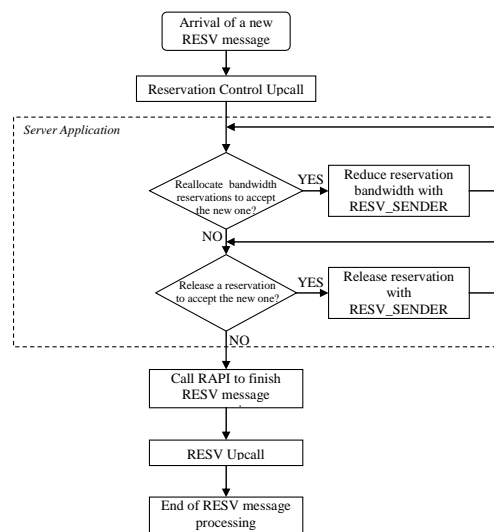 Arrival of a new
RESV message
Reservation Control Upcall
Server Application
Reallocate bandwidth
reservations to accept
the new one?
YES
Reduce reservation
bandwidth with
RESV_SENDER
NO
Release a reservation
to accept the new one?
YES
Release reservation
with
RESV_SENDER
NO
Call RAPI to finish
RESV message
RESV Upcall
End of RESV message
processing